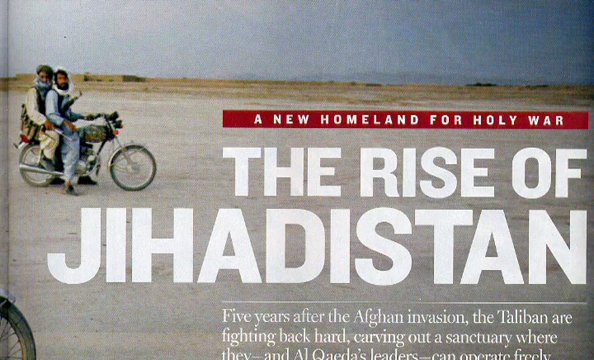 A NEW HOMELAND FOR HOLY WAR
THE RISE OF
JIHADISTAN
Five years after the Afghan invasion, the Taliban are
fighting back hard, carving out a sanctuary where
they—and Al Qaeda's leaders—can operate freely